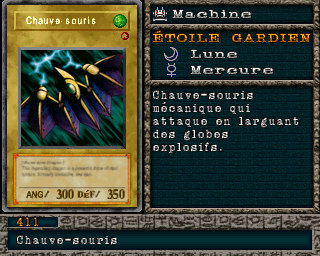 Chauve souris
ANG/ 300 DÉF/ 350
Machine
ÉTOILE GARDIEN
Lune
Mercure
Chauve-souris
mécanique qui
attaque en larguant
des globes
explosifs.
411
Chauve-souris